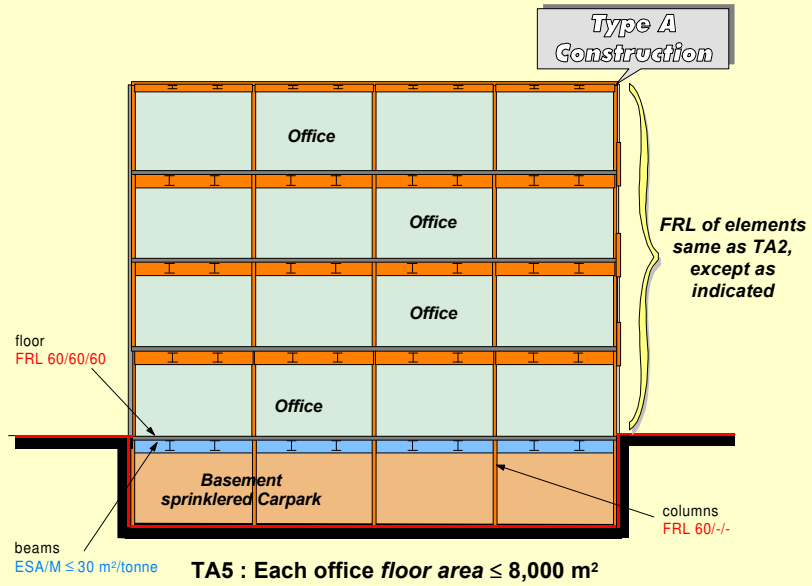 Type A
Construction
Office
Office
FRL of elements
same as TA2,
except as
indicated
Office
floor
FRL 60/60/60
Office
Basement
sprinklered Carpark
columns
FRL 60/-/-
beams
ESA/M ≤ 30 m²/tonne
TA5 : Each office floor area ≤ 8,000 m²